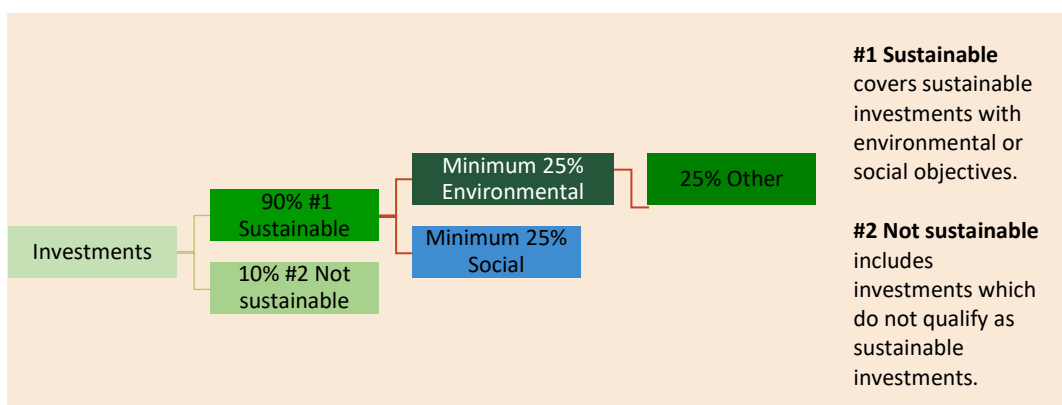 Investments
90% #1
Sustainable
10% #2 Not
sustainable
Minimum 25%
Environmental
Minimum 25%
Social
25% Other
#1 Sustainable
covers sustainable
investments with
environmental or
social objectives.
#2 Not sustainable
includes
investments which
do not qualify as
sustainable
investments.